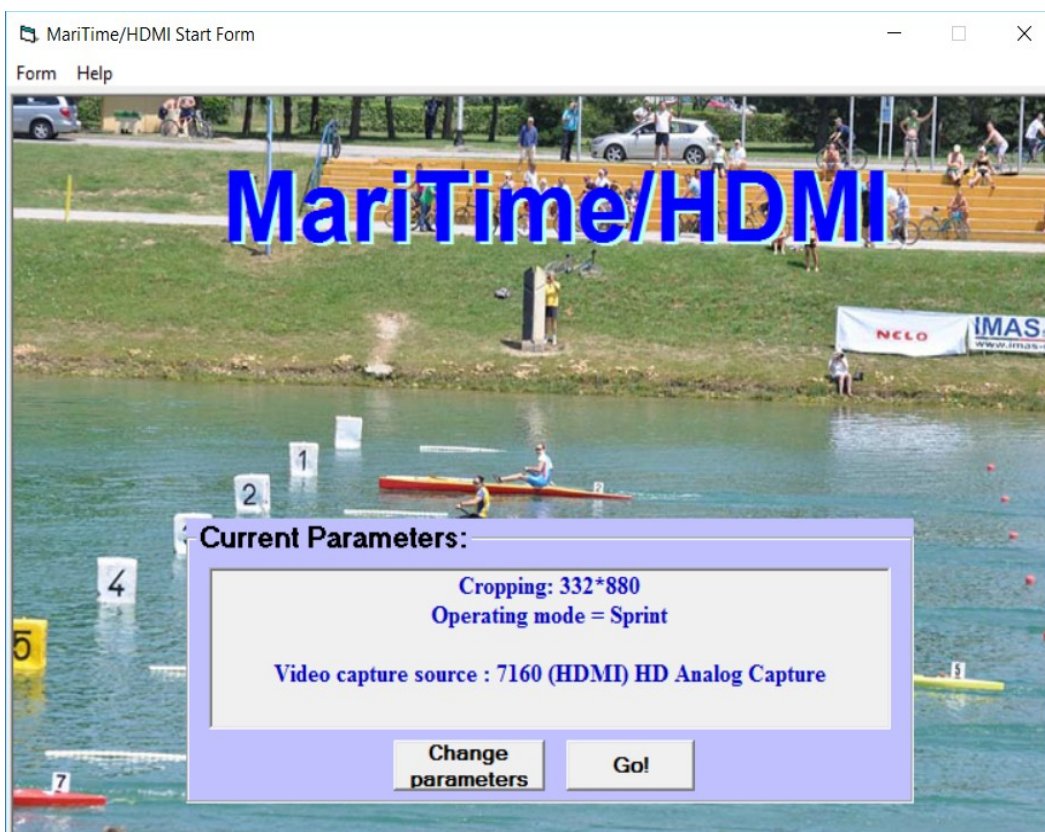 MariTime/HDMI Start Form
Form Help
MariTime/HDMI
NELO
IMAS
www.imas-
1
2
2
Current Parameters:
4
Cropping: 332*880
Operating mode = Sprint
5
Video capture source : 7160 (HDMI) HD Analog Capture
5
Change
parameters
Go!
7